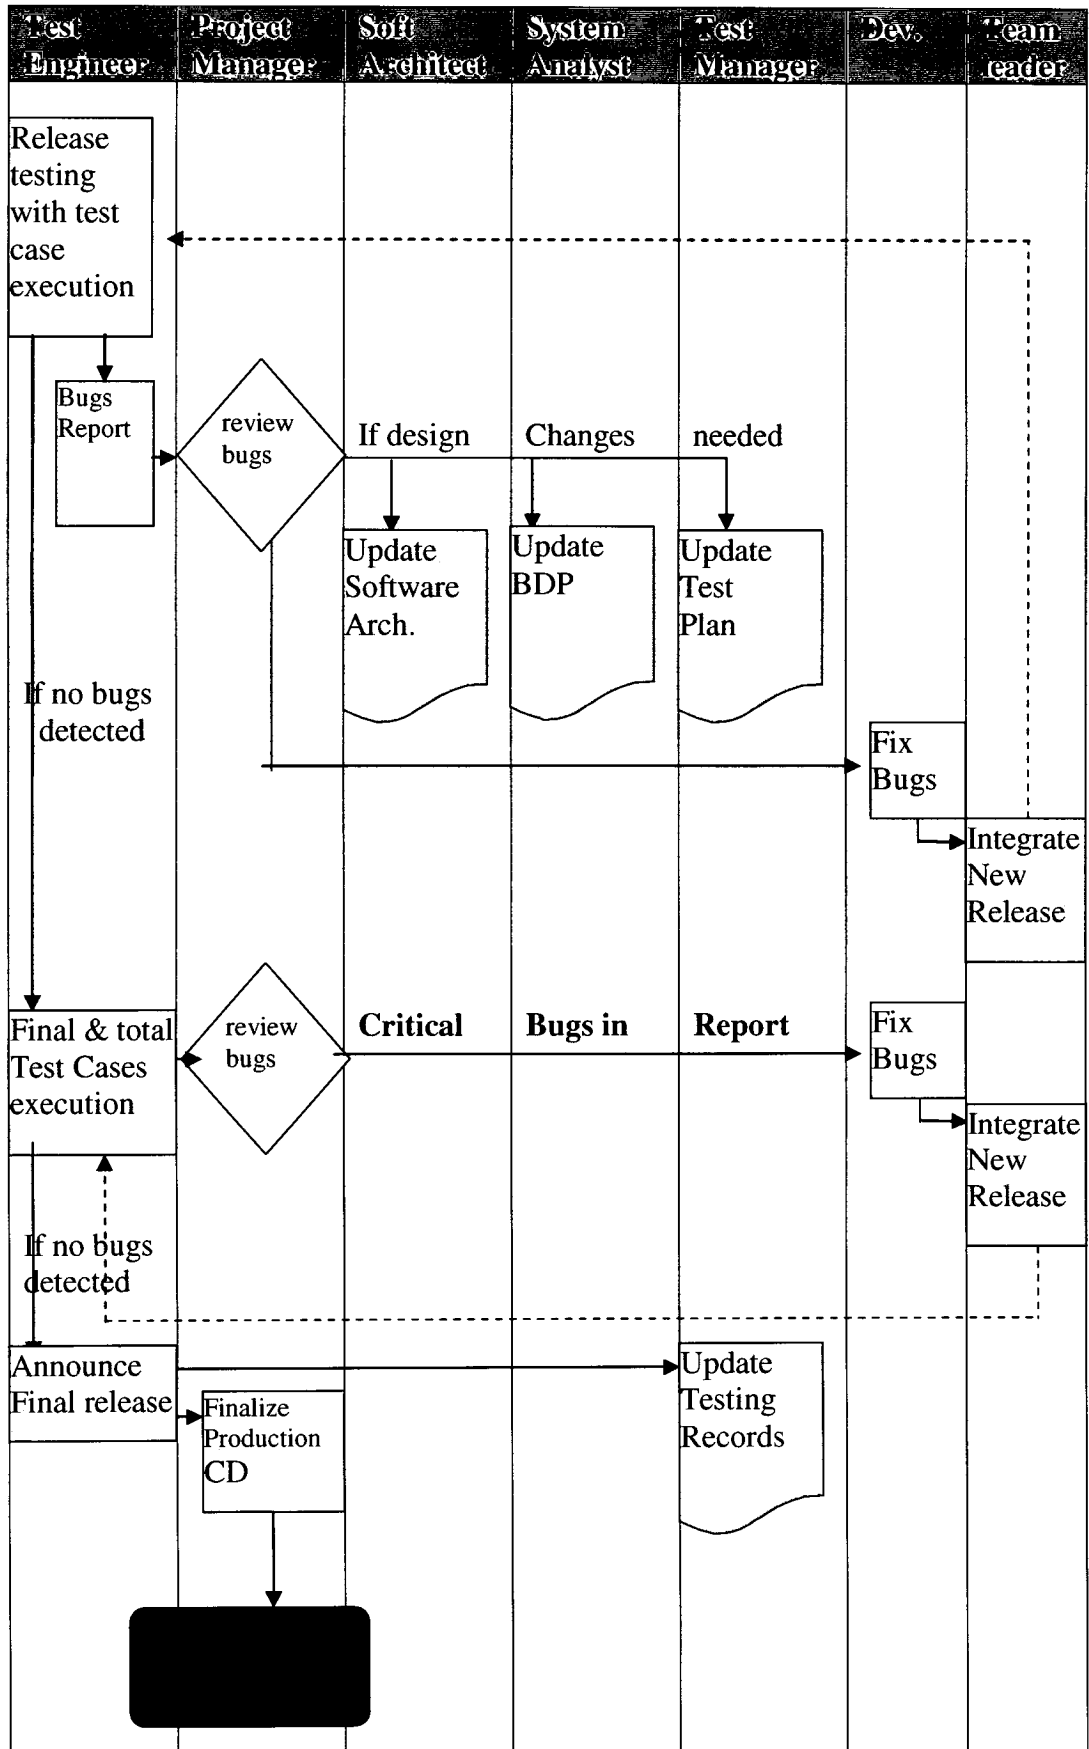 Test
Engineer
Project
Manager
Soft
Architect
System
Analyst
Test
Manager
Dev.
Team
leader
Release
testing
with test
case
execution
Bugs
Report
review
bugs
If design Changes needed
Update
Software
Arch.
Update
BDP
Update
Test
Plan
If no bugs
detected
Fix
Bugs
Integrate
New
Release
Final & total
Test Cases
execution
review
bugs
Critical Bugs in Report
Fix
Bugs
Integrate
New
Release
If no bugs
detected
Announce
Final release
Finalize
Production
CD
Update
Testing
Records